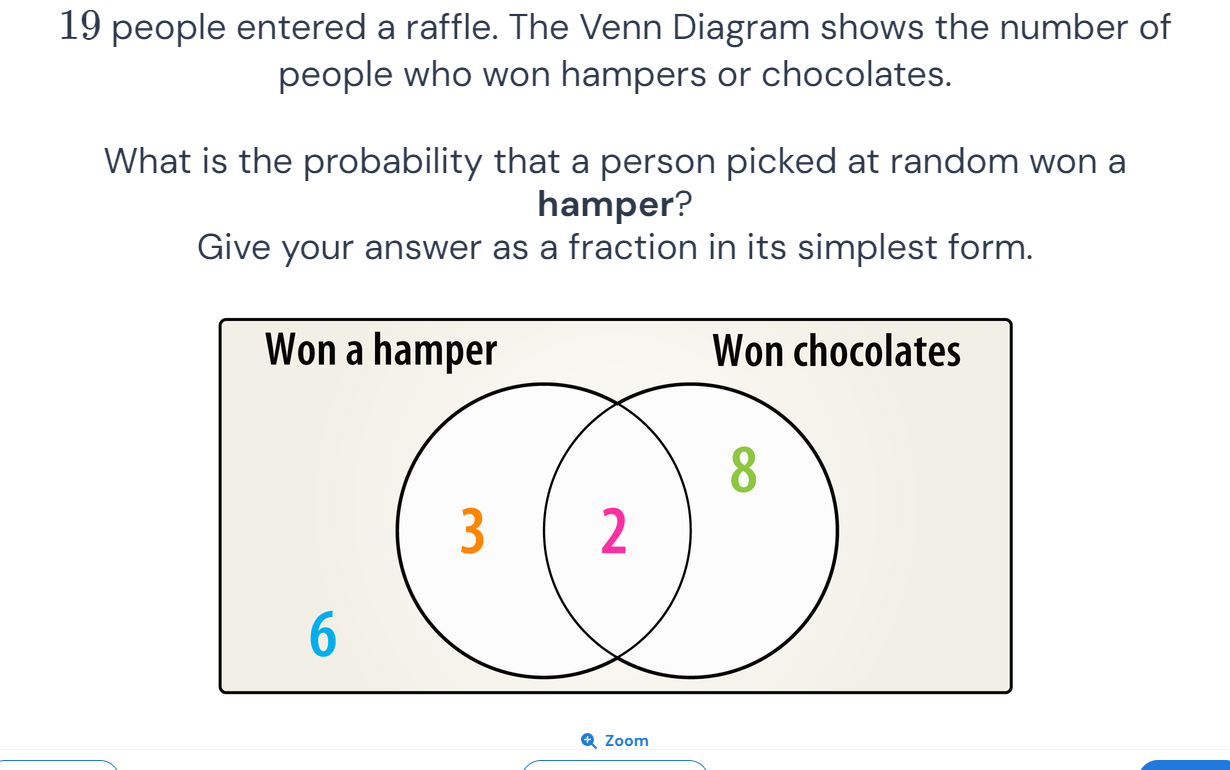 19 people entered a raffle. The Venn Diagram shows the number of
people who won hampers or chocolates.
What is the probability that a person picked at random won a
hamper?
Give your answer as a fraction in its simplest form.
Won a hamper
Won chocolates
8
3
2
6
Zoom